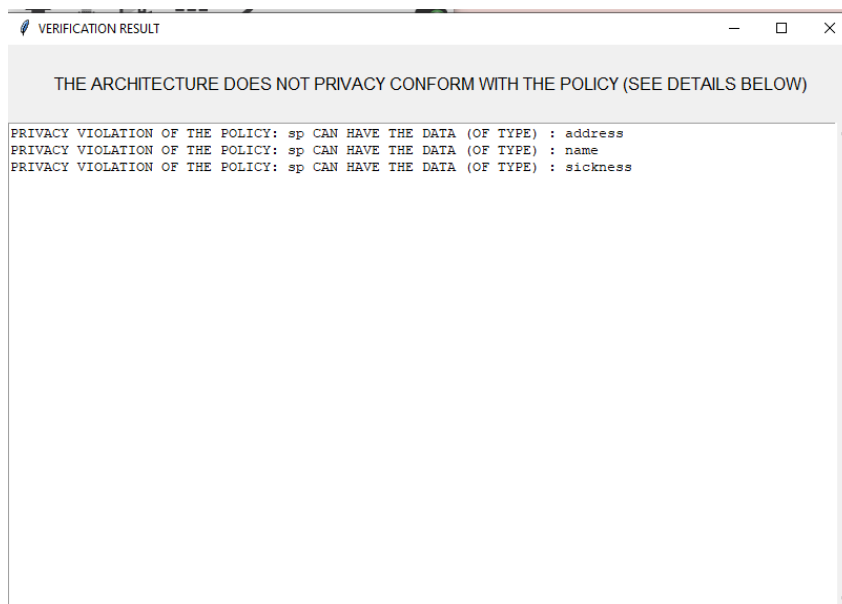 VERIFICATION RESULT
THE ARCHITECTURE DOES NOT PRIVACY CONFORM WITH THE POLICY (SEE DETAILS BELOW)
PRIVACY VIOLATION OF THE POLICY: sp CAN HAVE THE DATA (OF TYPE) : address
PRIVACY VIOLATION OF THE POLICY: sp CAN HAVE THE DATA (OF TYPE) : name
PRIVACY VIOLATION OF THE POLICY: sp CAN HAVE THE DATA (OF TYPE) : sickness